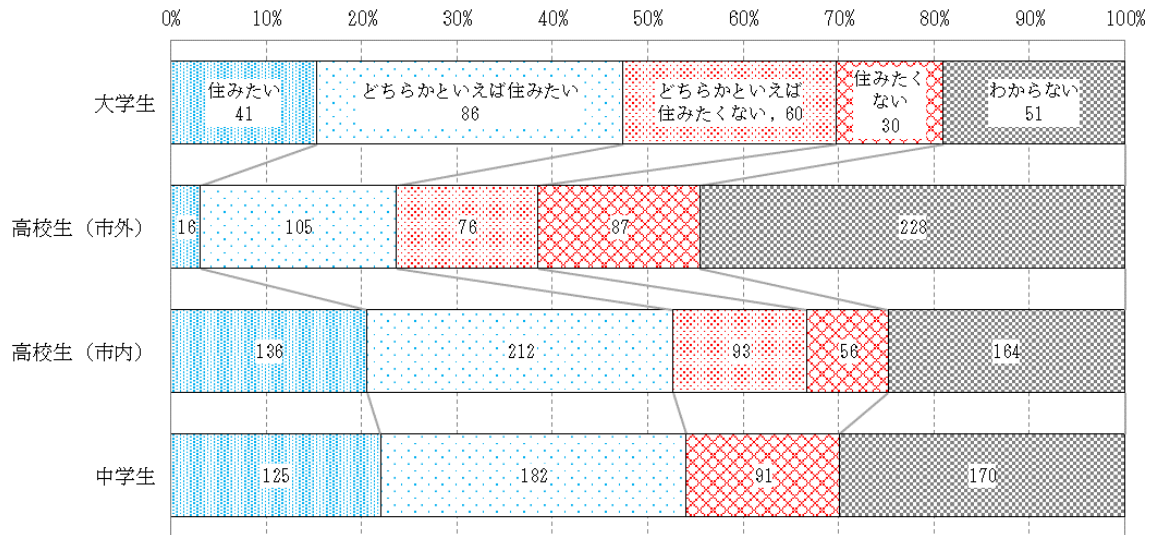 0% 10% 20% 30% 40% 50% 60% 70% 80% 90% 100%
大学生
住みたい
41
どちらかといえば住みたい
86
どちらかといえば
住みたくない，60
住みたく
ない
30
わからない
51
高校生（市外）
16 105 76 87 228
高校生（市内）
136 212 93 56 164
中学生
125 182 91 170